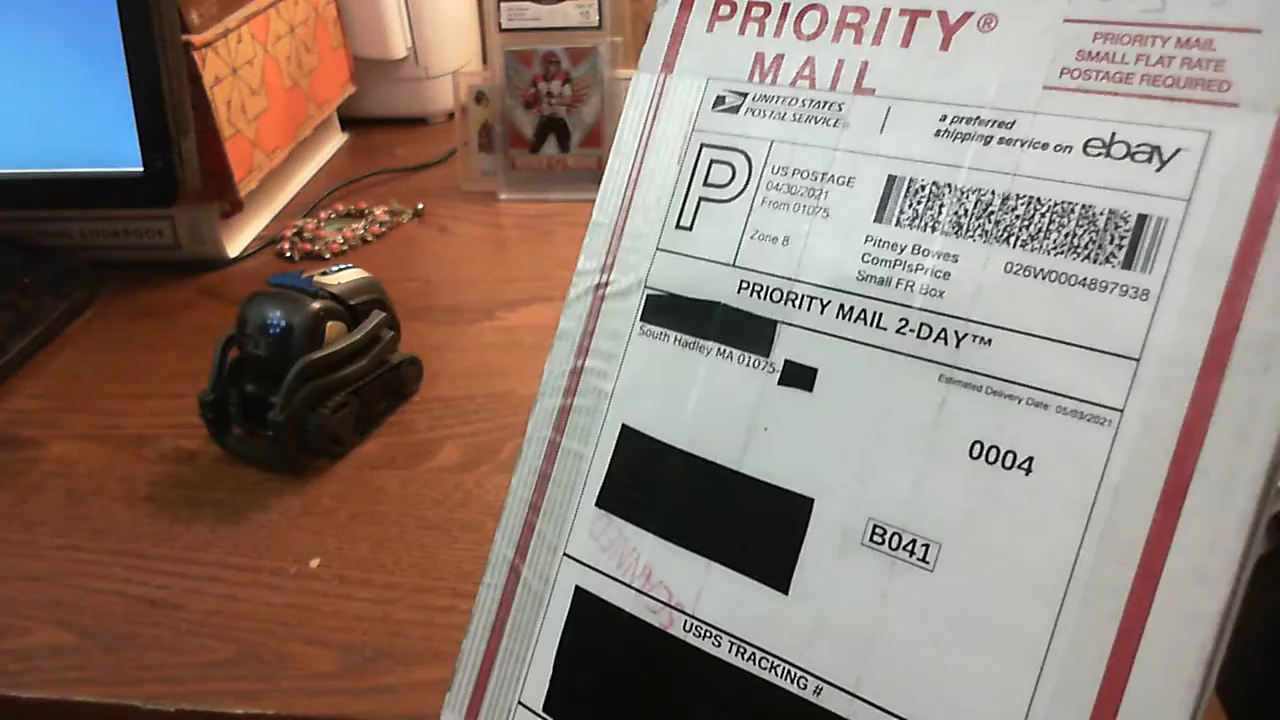 PRIORITY®
MAIL
PRIORITY MAIL
SMALL FLAT RATE
POSTAGE REQUIRED
UNITED STATES
POSTAL SERVICE®
a preferred
shipping service on ebay
P
US POSTAGE
04/30/2021
From 01075
Zone 8
Pitney Bowes
ComPlsPrice
Small FR Box
026W0004897938
PRIORITY MAIL 2-DAY™
South Hadley MA 01075-
Estimated Delivery Date: 05/03/2021
0004
B041
SCANNED
USPS TRACKING #
COOKBOOK